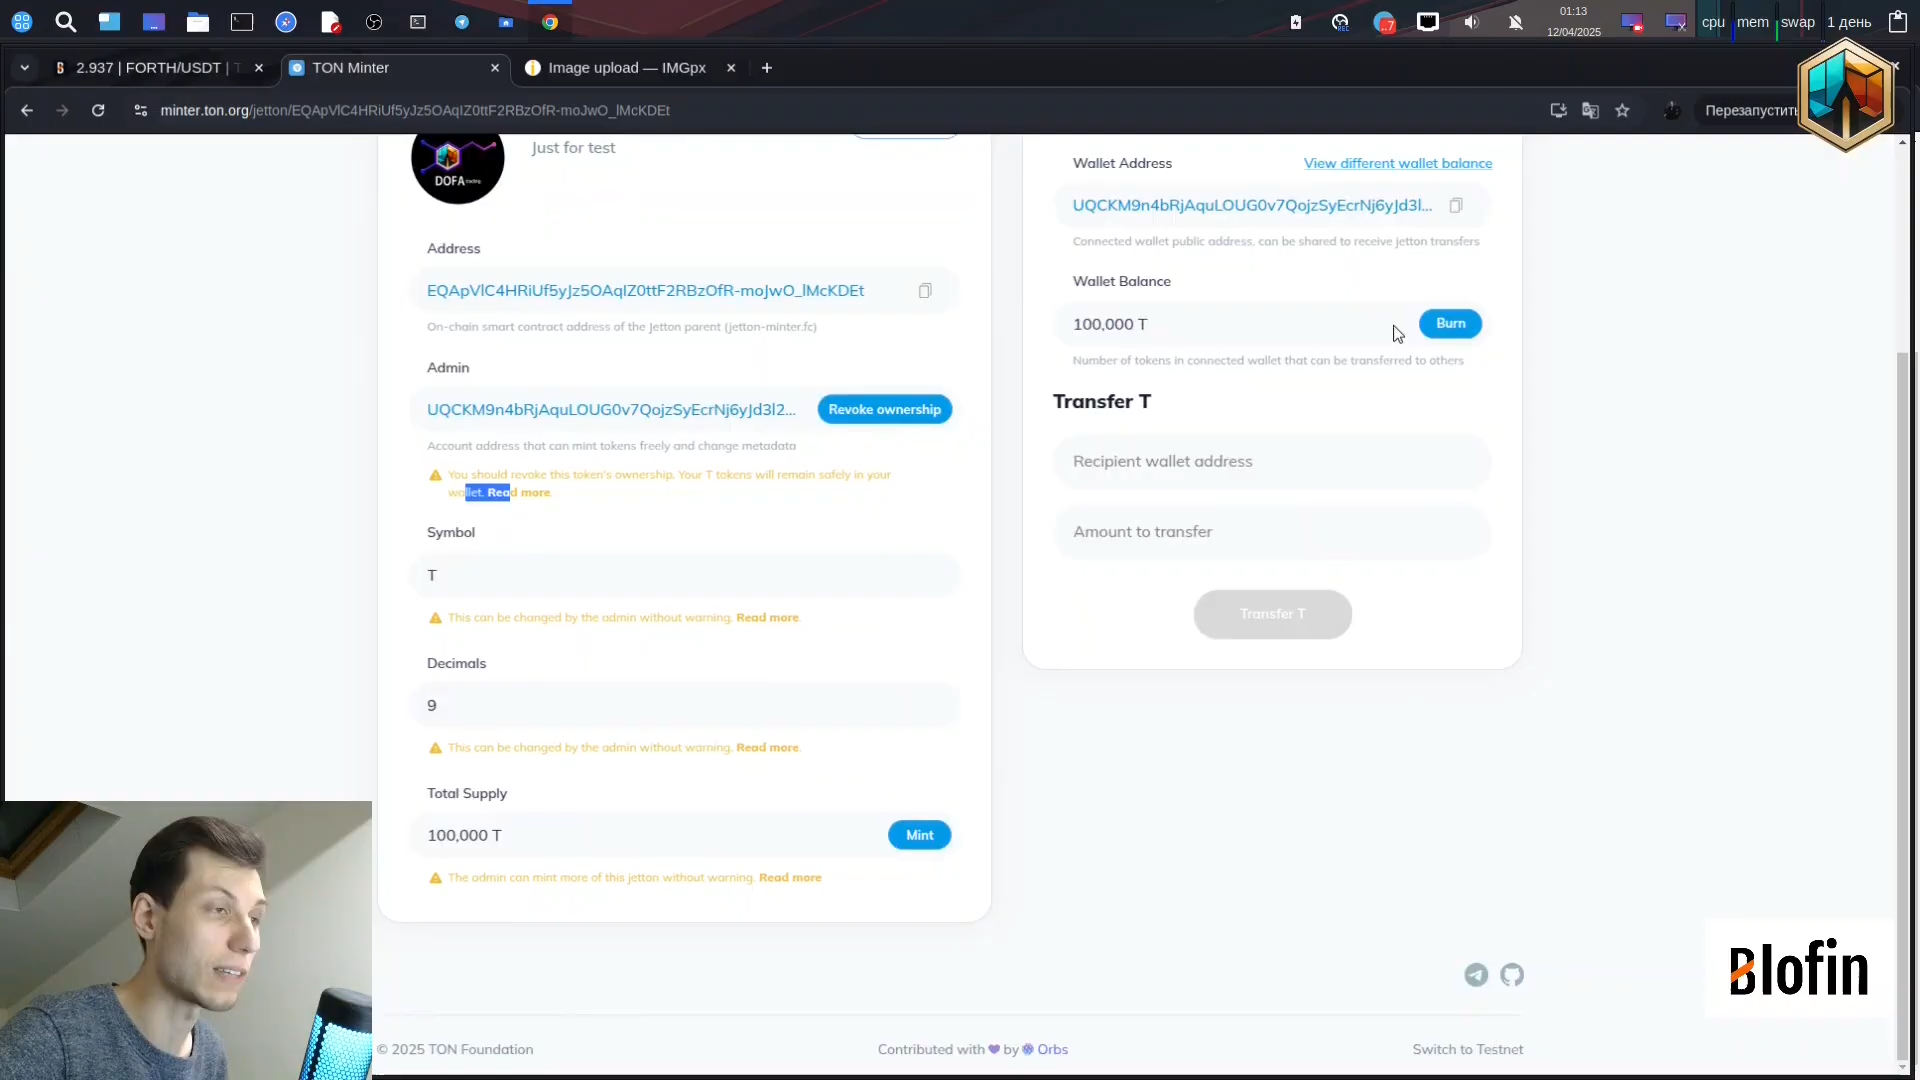 01:13
12/04/2025
cpu mem swap 1 день
2.937 | FORTH/USDT | T
TON Minter
Image upload — IMGpx
minter.ton.org/jetton/EQApVlC4HRiUf5yJz5OAqIZ0ttF2RBzOfR-moJwO_lMcKDEt
Перезапустить
DOFA
trading
Just for test
Address
EQApVlC4HRiUf5yJz5OAqIZ0ttF2RBzOfR-moJwO_lMcKDEt
On-chain smart contract address of the Jetton parent (jetton-minter.fc)
Admin
UQCKM9n4bRjAquLOUG0v7QojzSyEcrNj6yJd3l2...
Revoke ownership
Account address that can mint tokens freely and change metadata
You should revoke this token's ownership. Your T tokens will remain safely in your
wallet. Read more.
Symbol
T
This can be changed by the admin without warning. Read more.
Decimals
9
This can be changed by the admin without warning. Read more.
Total Supply
100,000 T
Mint
The admin can mint more of this jetton without warning. Read more
Wallet Address
View different wallet balance
UQCKM9n4bRjAquLOUG0v7QojzSyEcrNj6yJd3l...
Connected wallet public address, can be shared to receive jetton transfers
Wallet Balance
100,000 T
Burn
Number of tokens in connected wallet that can be transferred to others
Transfer T
Recipient wallet address
Amount to transfer
Transfer T
Blofin
© 2025 TON Foundation
Contributed with by Orbs
Switch to Testnet